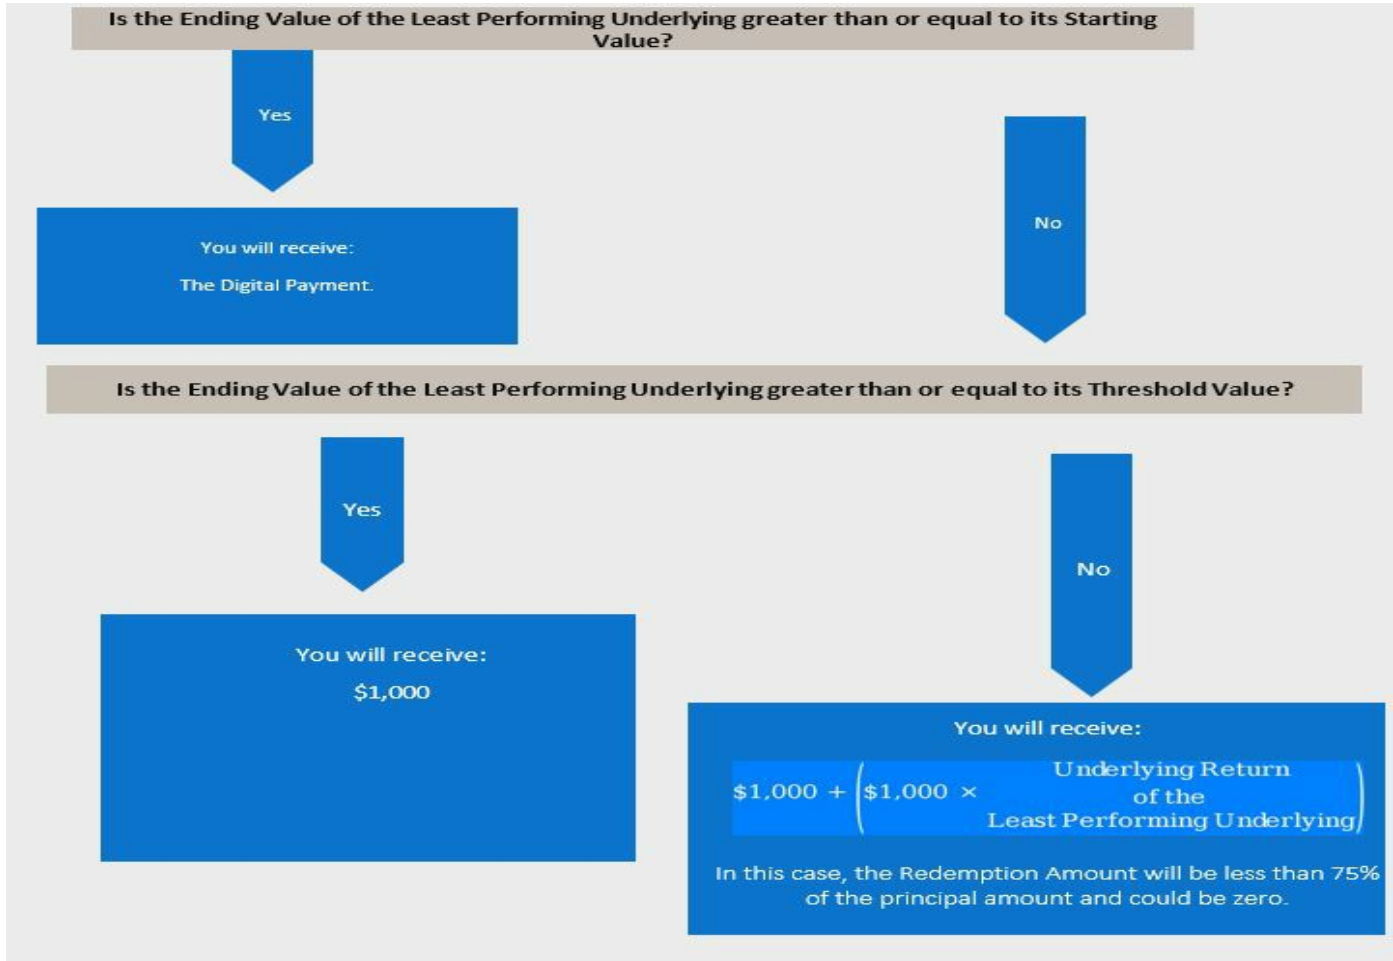 Is the Ending Value of the Least Performing Underlying greater than or equal to its Starting
Value?
Yes
No
You will receive:
The Digital Payment.
Is the Ending Value of the Least Performing Underlying greater than or equal to its Threshold Value?
Yes
No
You will receive:
$1,000
You will receive:
$1,000 + ($1,000 × Underlying Return
of the
Least Performing Underlying)
In this case, the Redemption Amount will be less than 75%
of the principal amount and could be zero.